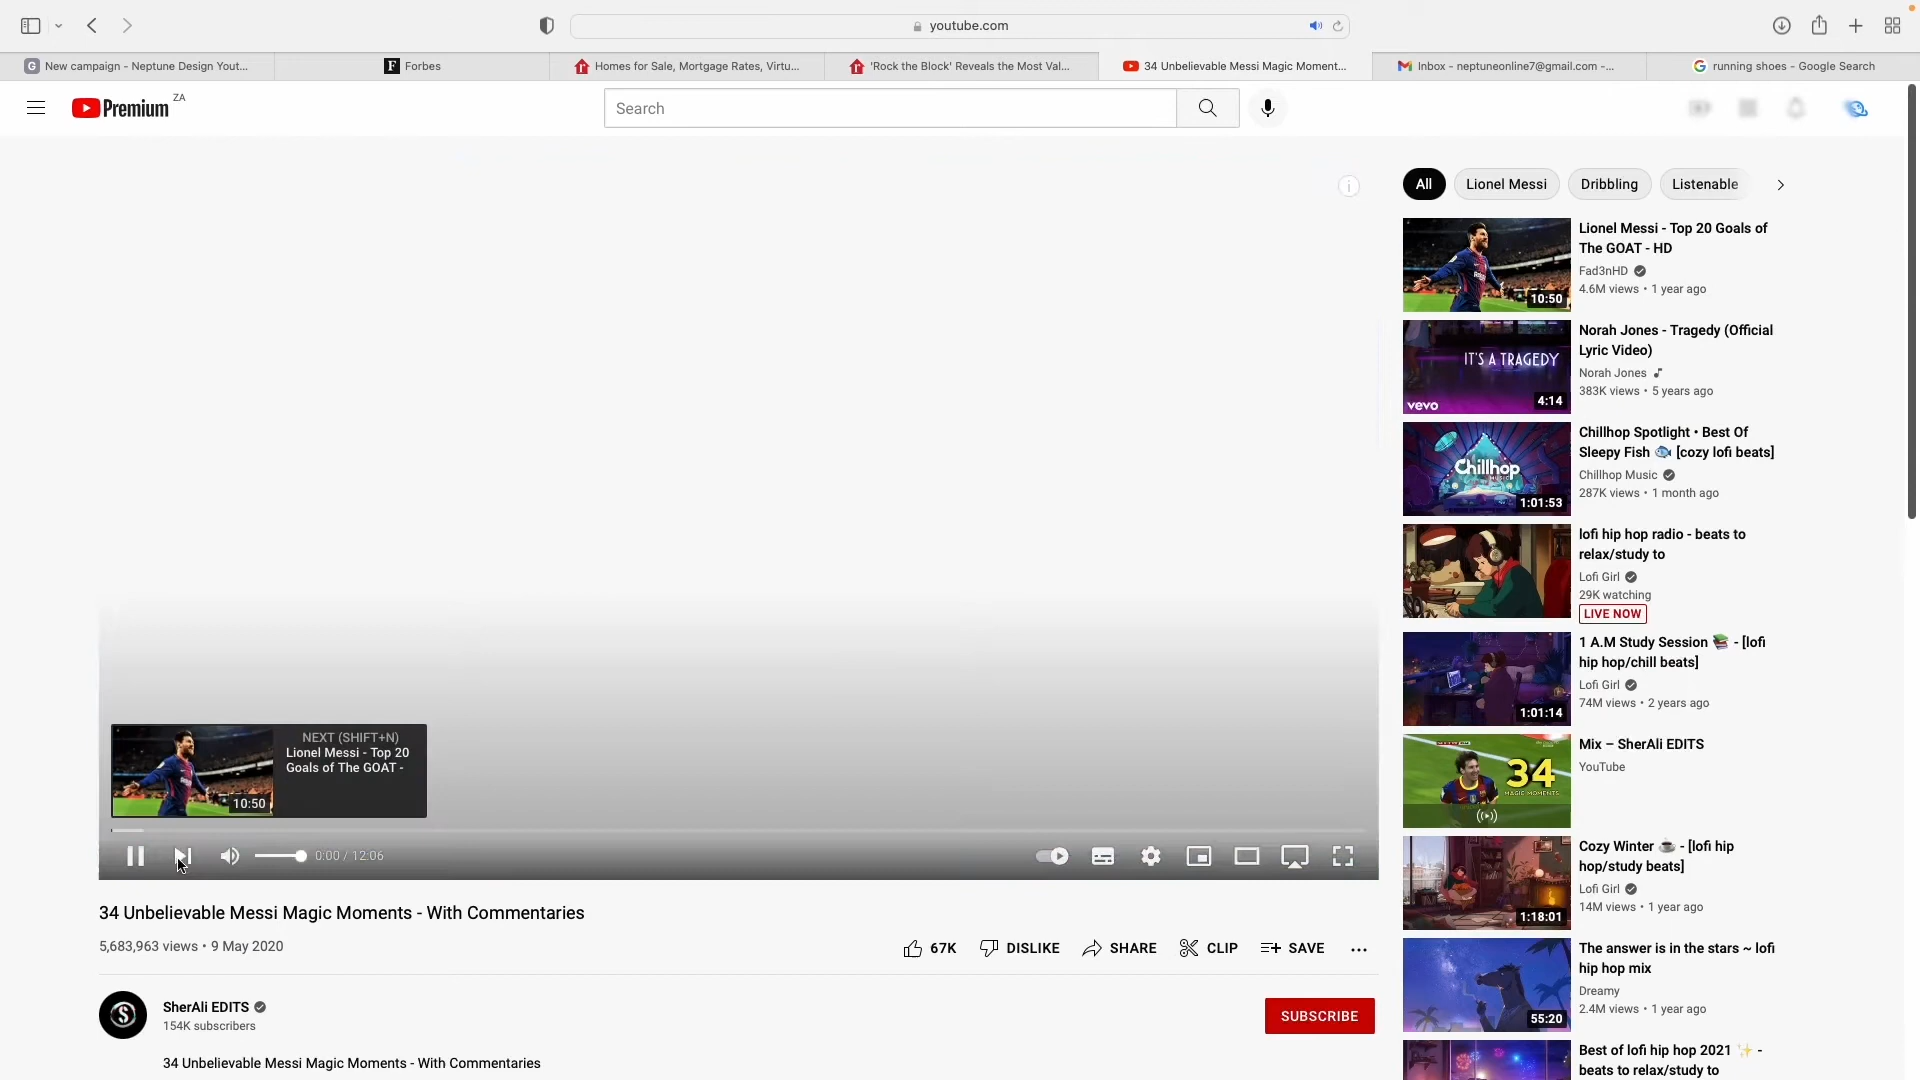 youtube.com
New campaign - Neptune Design Yout...
Forbes
Homes for Sale, Mortgage Rates, Virtu...
'Rock the Block' Reveals the Most Val...
34 Unbelievable Messi Magic Moment...
Inbox - neptuneonline7@gmail.com -...
running shoes - Google Search
Premium ZA
Search
All
Lionel Messi
Dribbling
Listenable
Lionel Messi - Top 20 Goals of
The GOAT - HD
Fad3nHD
4.6M views • 1 year ago
10:50
IT'S A TRAGEDY
vevo
4:14
Norah Jones - Tragedy (Official
Lyric Video)
Norah Jones
383K views • 5 years ago
Chillhop
MUSIC
1:01:53
Chillhop Spotlight • Best Of
Sleepy Fish 🐟 [cozy lofi beats]
Chillhop Music
287K views • 1 month ago
lofi hip hop radio - beats to
relax/study to
Lofi Girl
29K watching
LIVE NOW
1 A.M Study Session 📚 - [lofi
hip hop/chill beats]
Lofi Girl
74M views • 2 years ago
1:01:14
34
MAGIC MOMENTS
Mix – SherAli EDITS
YouTube
Cozy Winter ☕ - [lofi hip
hop/study beats]
Lofi Girl
14M views • 1 year ago
1:18:01
The answer is in the stars ~ lofi
hip hop mix
Dreamy
2.4M views • 1 year ago
55:20
Best of lofi hip hop 2021 ✨ -
beats to relax/study to
NEXT (SHIFT+N)
Lionel Messi - Top 20
Goals of The GOAT -
10:50
0:00 / 12:06
34 Unbelievable Messi Magic Moments - With Commentaries
5,683,963 views • 9 May 2020
67K
DISLIKE
SHARE
CLIP
SAVE
SherAli EDITS
154K subscribers
SUBSCRIBE
34 Unbelievable Messi Magic Moments - With Commentaries